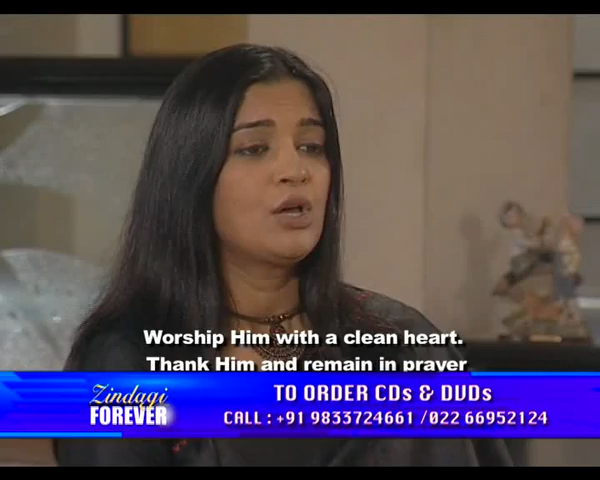 Worship Him with a clean heart.
Thank Him and remain in prayer
Zindagi
FOREVER
TO ORDER CDs & DVDs
CALL : +91 9833724661 /022 66952124